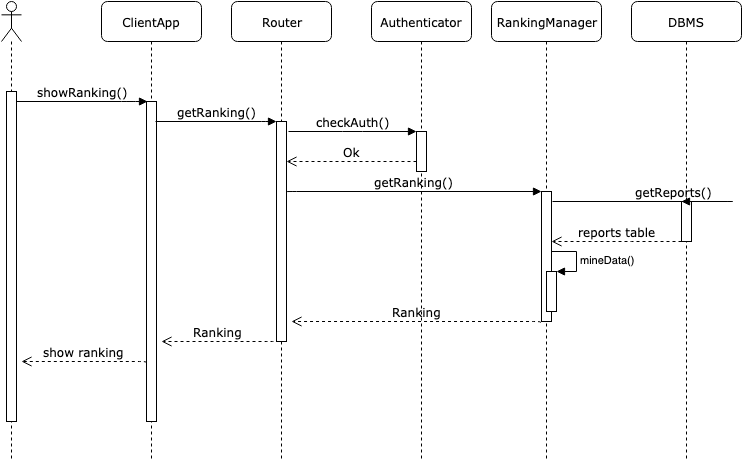 ClientApp
Router
Authenticator
RankingManager
DBMS
showRanking()
getRanking()
checkAuth()
Ok
getRanking()
getReports()
reports table
mineData()
Ranking
Ranking
show ranking